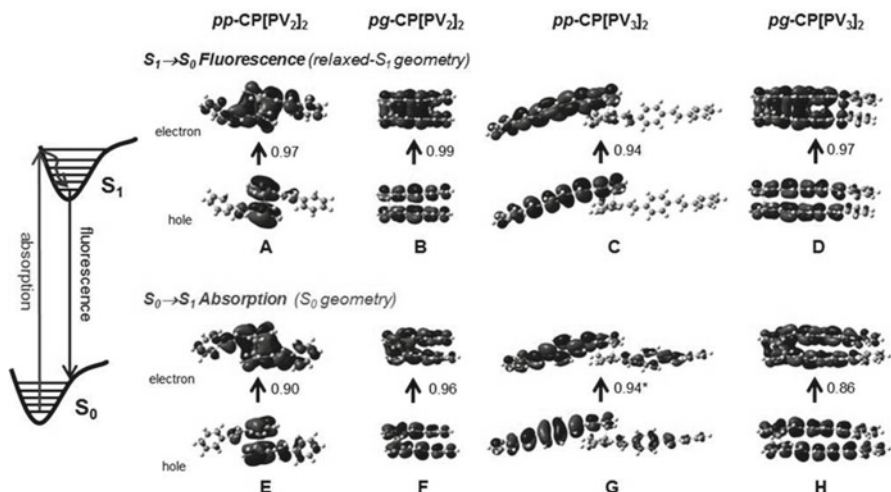 pp-CP[PV₂]₂ pg-CP[PV₂]₂ pp-CP[PV₃]₂ pg-CP[PV₃]₂
S₁→S₀ Fluorescence (relaxed-S₁ geometry)
electron
0.97 0.99 0.94 0.97
hole
A B C D
S₁
absorption
fluorescence
S₀→S₁ Absorption (S₀ geometry)
electron
0.90 0.96 0.94* 0.86
S₀
hole
E F G H